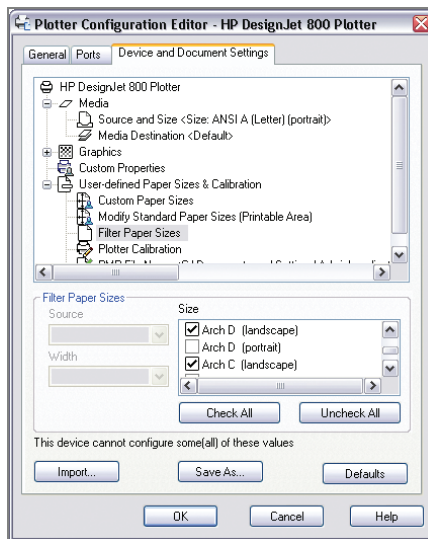 Plotter Configuration Editor - HP DesignJet 800 Plotter
General Ports Device and Document Settings
HP DesignJet 800 Plotter
Media
Source and Size <Size: ANSI A (Letter) (portrait)>
Media Destination <Default>
Graphics
Custom Properties
User-defined Paper Sizes & Calibration
Custom Paper Sizes
Modify Standard Paper Sizes (Printable Area)
Filter Paper Sizes
Plotter Calibration
Filter Paper Sizes
Source
Size
Arch D (landscape)
Arch D (portrait)
Width
Arch C (landscape)
Check All Uncheck All
This device cannot configure some(all) of these values
Import... Save As... Defaults
OK Cancel Help